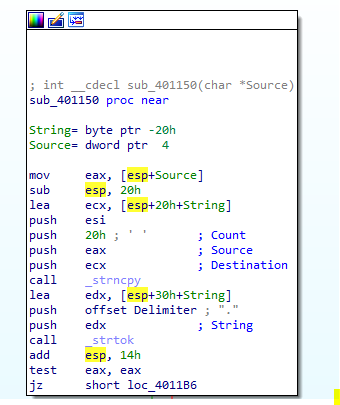 ; int __cdecl sub_401150(char *Source)
sub_401150 proc near
String= byte ptr -20h
Source= dword ptr  4
mov     eax, [esp+Source]
sub     esp, 20h
lea     ecx, [esp+20h+String]
push    esi
push    20h ; ' '       ; Count
push    eax             ; Source
push    ecx             ; Destination
call    _strncpy
lea     edx, [esp+30h+String]
push    offset Delimiter ; "."
push    edx             ; String
call    _strtok
add     esp, 14h
test    eax, eax
jz      short loc_4011B6